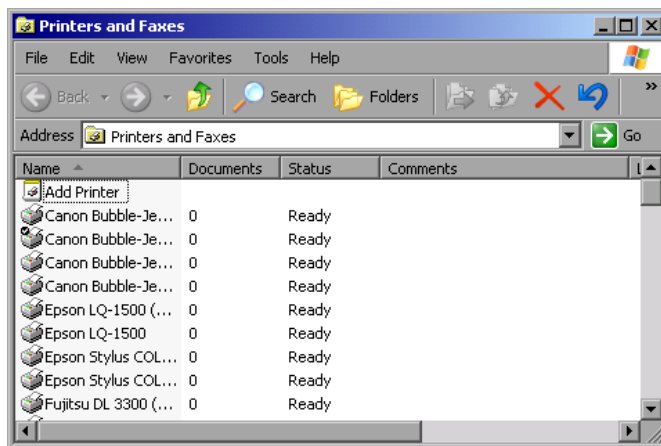 Printers and Faxes
File Edit View Favorites Tools Help
Back Search Folders »
Address Printers and Faxes Go
Name Documents Status Comments L
Add Printer
Canon Bubble-Je... 0 Ready
Canon Bubble-Je... 0 Ready
Canon Bubble-Je... 0 Ready
Canon Bubble-Je... 0 Ready
Epson LQ-1500 (... 0 Ready
Epson LQ-1500 0 Ready
Epson Stylus COL... 0 Ready
Epson Stylus COL... 0 Ready
Fujitsu DL 3300 (... 0 Ready